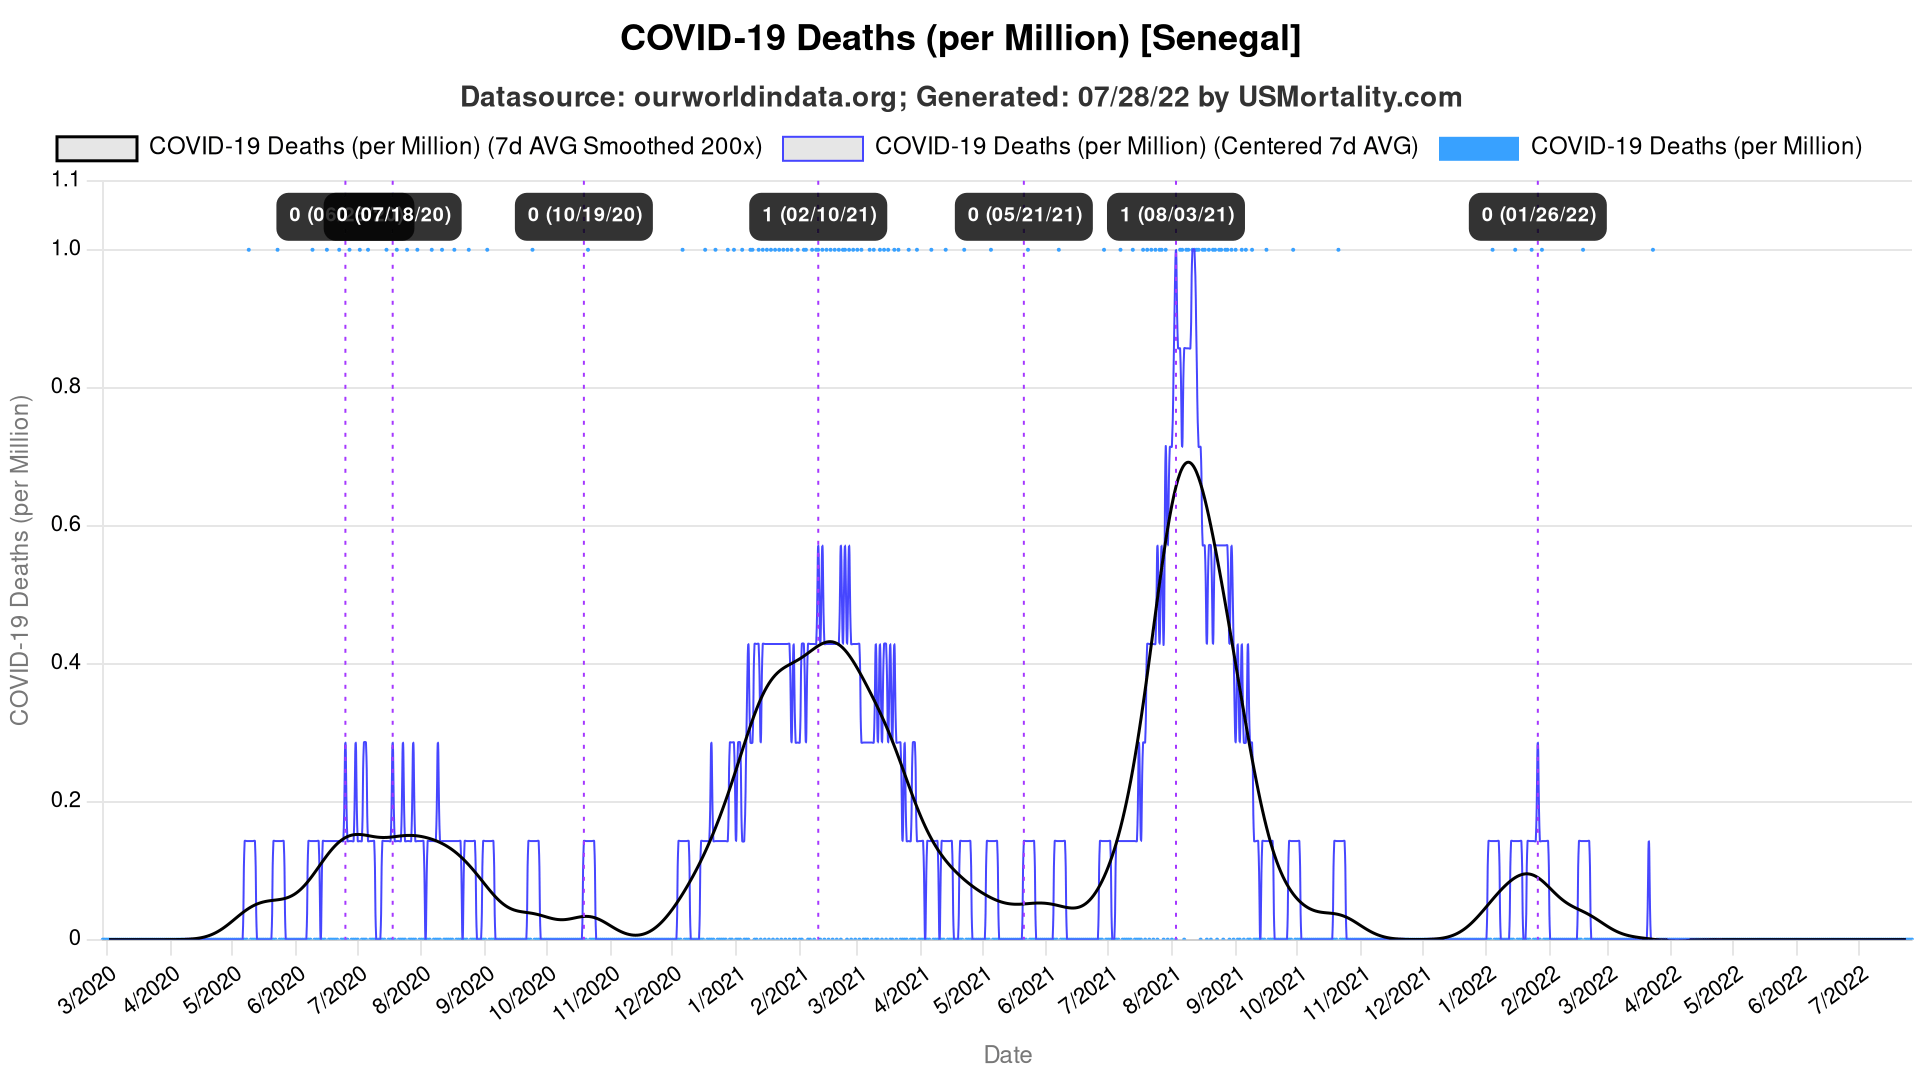 COVID-19 Deaths (per Million) [Senegal]
Datasource: ourworldindata.org; Generated: 07/28/22 by USMortality.com
COVID-19 Deaths (per Million) (7d AVG Smoothed 200x) COVID-19 Deaths (per Million) (Centered 7d AVG) COVID-19 Deaths (per Million)
0 (06 0 (07/18/20) 0 (10/19/20) 1 (02/10/21) 0 (05/21/21) 1 (08/03/21) 0 (01/26/22)
1.1
1.0
0.8
0.6
0.4
0.2
0
COVID-19 Deaths (per Million)
3/2020 4/2020 5/2020 6/2020 7/2020 8/2020 9/2020 10/2020 11/2020 12/2020 1/2021 2/2021 3/2021 4/2021 5/2021 6/2021 7/2021 8/2021 9/2021 10/2021 11/2021 12/2021 1/2022 2/2022 3/2022 4/2022 5/2022 6/2022 7/2022
Date